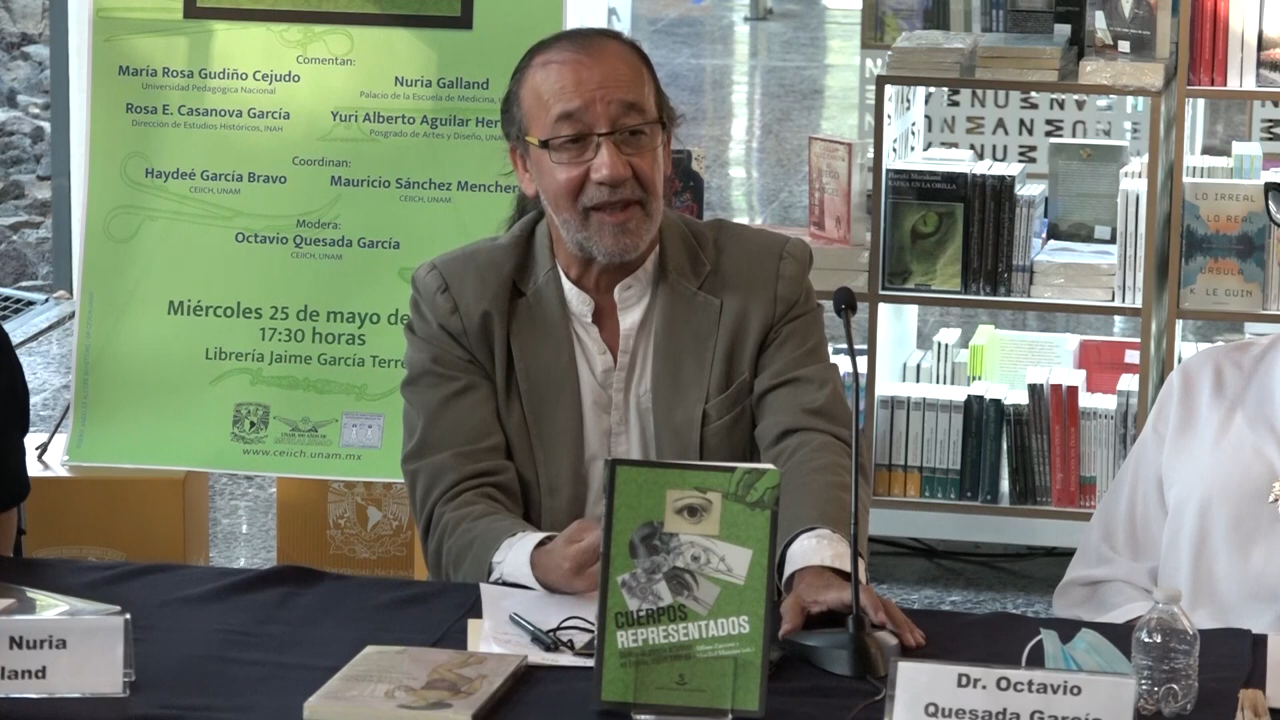 Comentan:
María Rosa Gudiño Cejudo
Universidad Pedagógica Nacional
Nuria Galland
Palacio de la Escuela de Medicina,
Rosa E. Casanova García
Dirección de Estudios Históricos, INAH
Yuri Alberto Aguilar Her
Posgrado de Artes y Diseño, UNA
Coordinan:
Haydeé García Bravo
CEIICH, UNAM
Mauricio Sánchez Mencher
CEIICH, UNAM
Modera:
Octavio Quesada García
CEIICH, UNAM
Miércoles 25 de mayo de
17:30 horas
Librería Jaime García Terre
www.ceiich.unam.mx
Haruki Murakami
KAFKA EN LA ORILLA
LO IRREAL
Y LO REAL
URSULA
K. LE GUIN
CUERPOS
REPRESENTADOS
Nuria
lland
Dr. Octavio
Quesada García